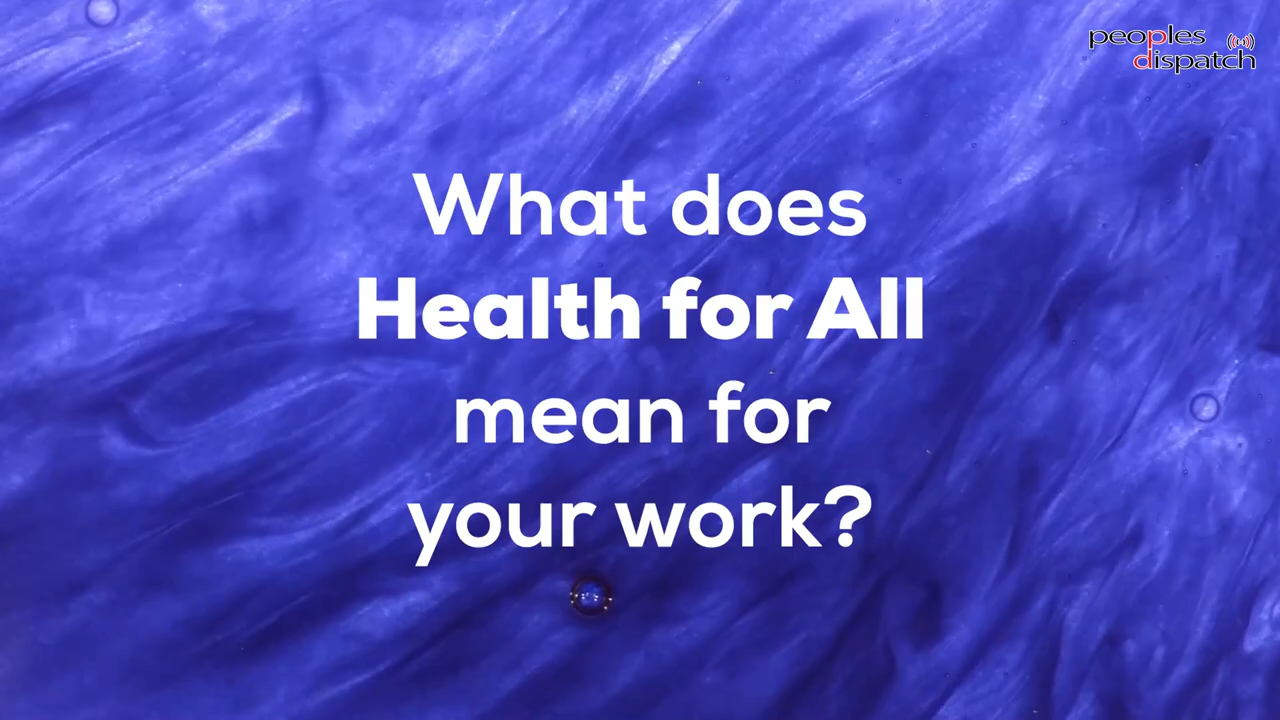 peoples
dispatch
What does
Health for All
mean for
your work?